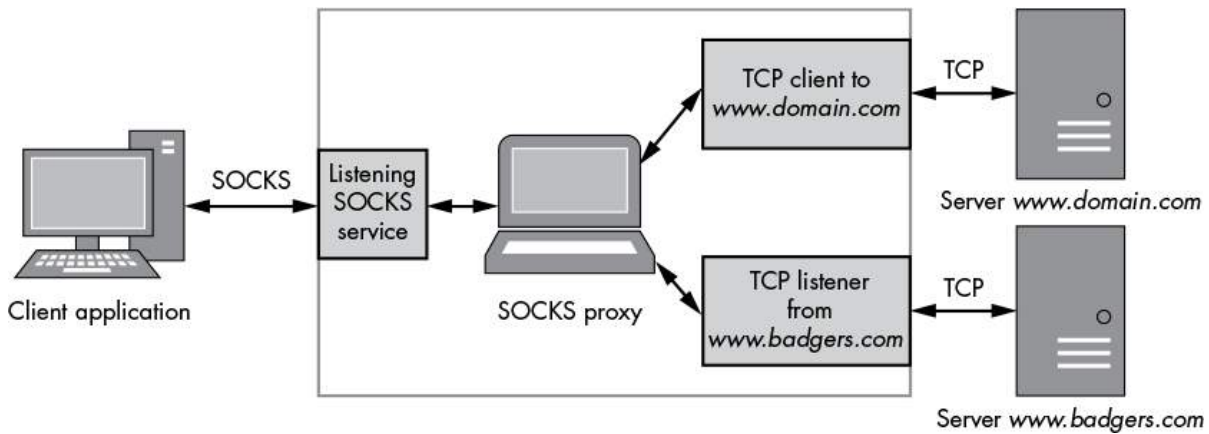 SOCKS
Client application
Listening
SOCKS
service
SOCKS proxy
TCP client to
www.domain.com
TCP
Server www.domain.com
TCP listener
from
www.badgers.com
TCP
Server www.badgers.com